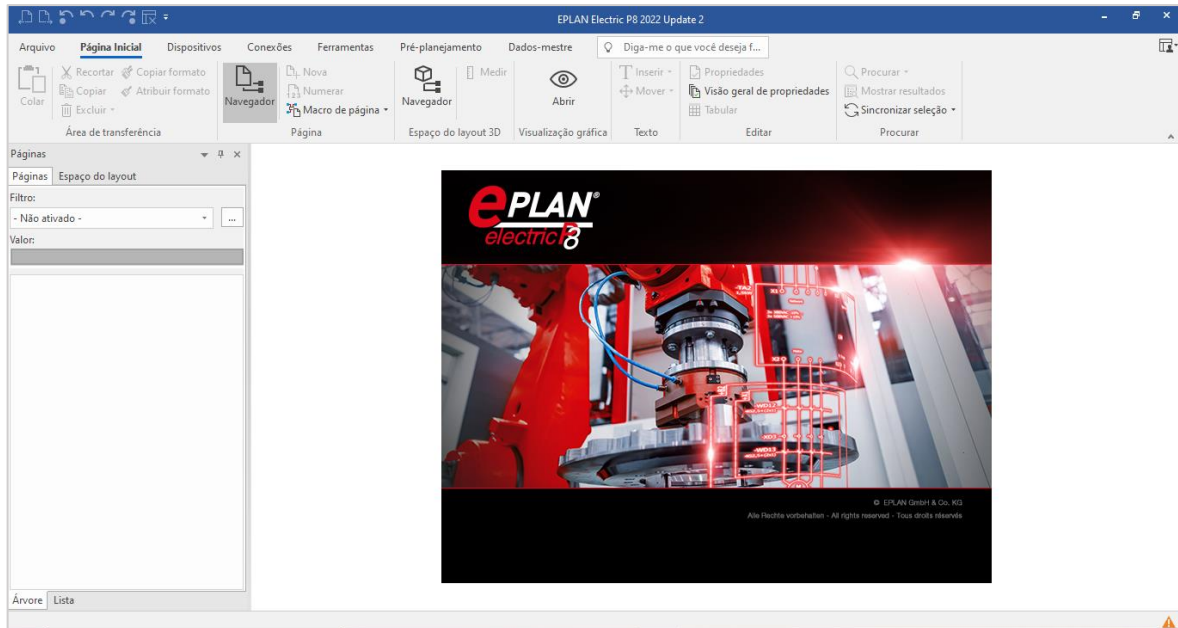 EPLAN Electric P8 2022 Update 2
Arquivo Página Inicial Dispositivos Conexões Ferramentas Pré-planejamento Dados-mestre Diga-me o que você deseja f...
Colar
Recortar Copiar formato
Copiar Atribuir formato
Excluir
Área de transferência
Navegador
Nova
Numerar
Macro de página
Página
Navegador
Medir
Espaço do layout 3D
Abrir
Visualização gráfica
Inserir
Mover
Texto
Propriedades
Visão geral de propriedades
Tabular
Editar
Procurar
Mostrar resultados
Sincronizar seleção
Procurar
Páginas
Páginas Espaço do layout
Filtro:
- Não ativado - ...
Valor:
ePLAN®
electric P8
-WD12
-XD3
-WD13
© EPLAN GmbH & Co. KG
Alle Rechte vorbehalten - All rights reserved - Tous droits réservés
Árvore Lista